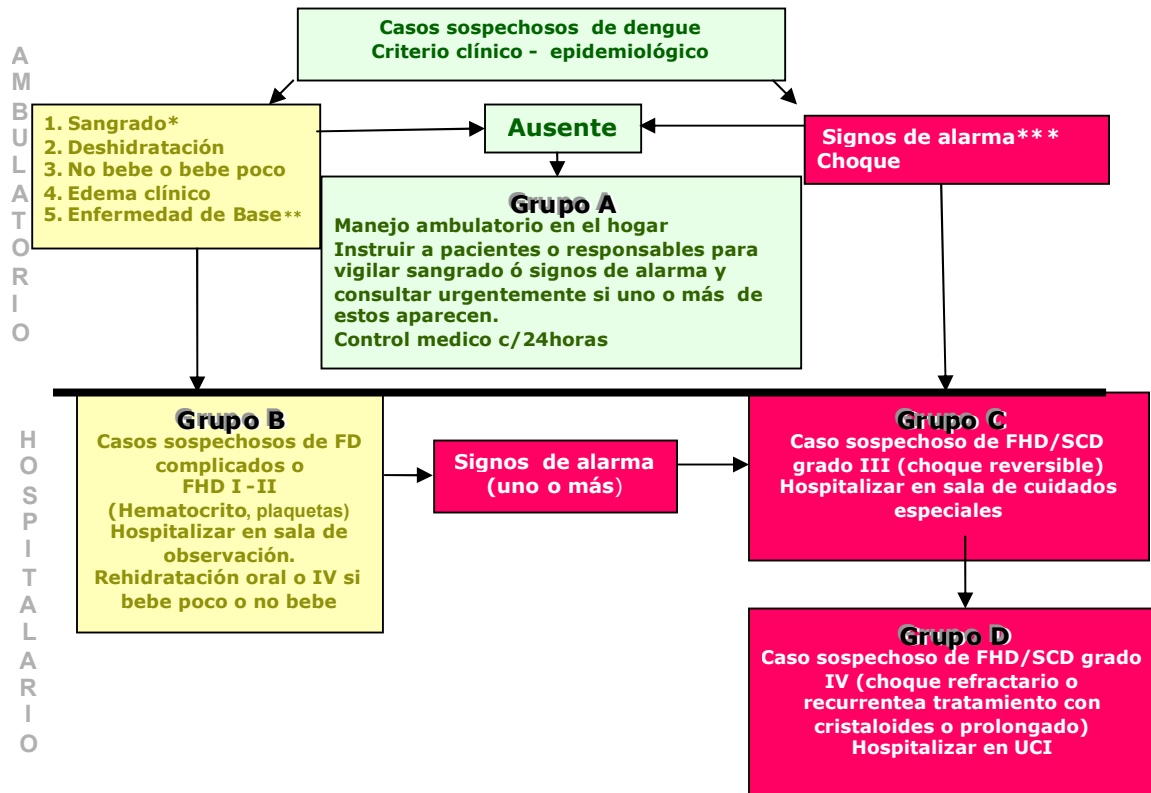 Casos sospechosos de dengue
Criterio clínico - epidemiológico
AMBULATORIO
1. Sangrado*
2. Deshidratación
3. No bebe o bebe poco
4. Edema clínico
5. Enfermedad de Base**
Ausente
Signos de alarma***
Choque
Grupo A
Manejo ambulatorio en el hogar
Instruir a pacientes o responsables para
vigilar sangrado ó signos de alarma y
consultar urgentemente si uno o más de
estos aparecen.
Control medico c/24horas
HOSPITALARIO
Grupo B
Casos sospechosos de FD
complicados o
FHD I -II
(Hematocrito, plaquetas)
Hospitalizar en sala de
observación.
Rehidratación oral o IV si
bebe poco o no bebe
Signos de alarma
(uno o más)
Grupo C
Caso sospechoso de FHD/SCD
grado III (choque reversible)
Hospitalizar en sala de cuidados
especiales
Grupo D
Caso sospechoso de FHD/SCD grado
IV (choque refractario o
recurrentea tratamiento con
cristaloides o prolongado)
Hospitalizar en UCI